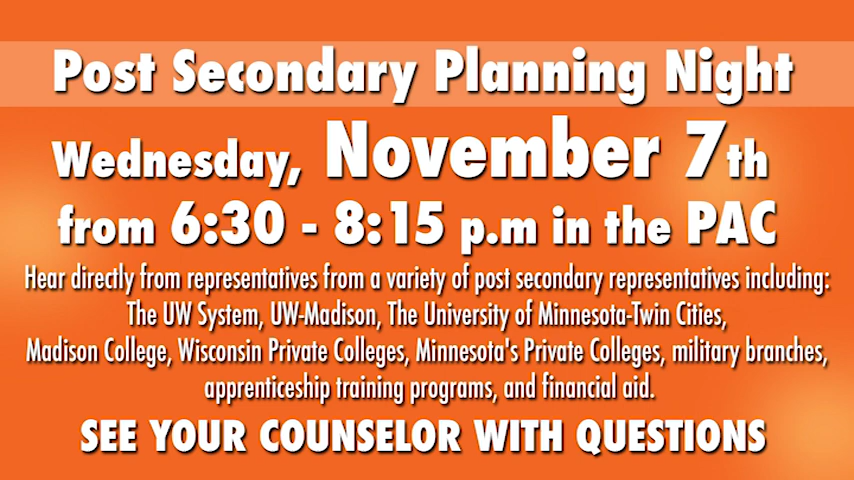 Post Secondary Planning Night
Wednesday, November 7th
from 6:30 - 8:15 p.m in the PAC
Hear directly from representatives from a variety of post secondary representatives including:
The UW System, UW-Madison, The University of Minnesota-Twin Cities,
Madison College, Wisconsin Private Colleges, Minnesota's Private Colleges, military branches,
apprenticeship training programs, and financial aid.
SEE YOUR COUNSELOR WITH QUESTIONS